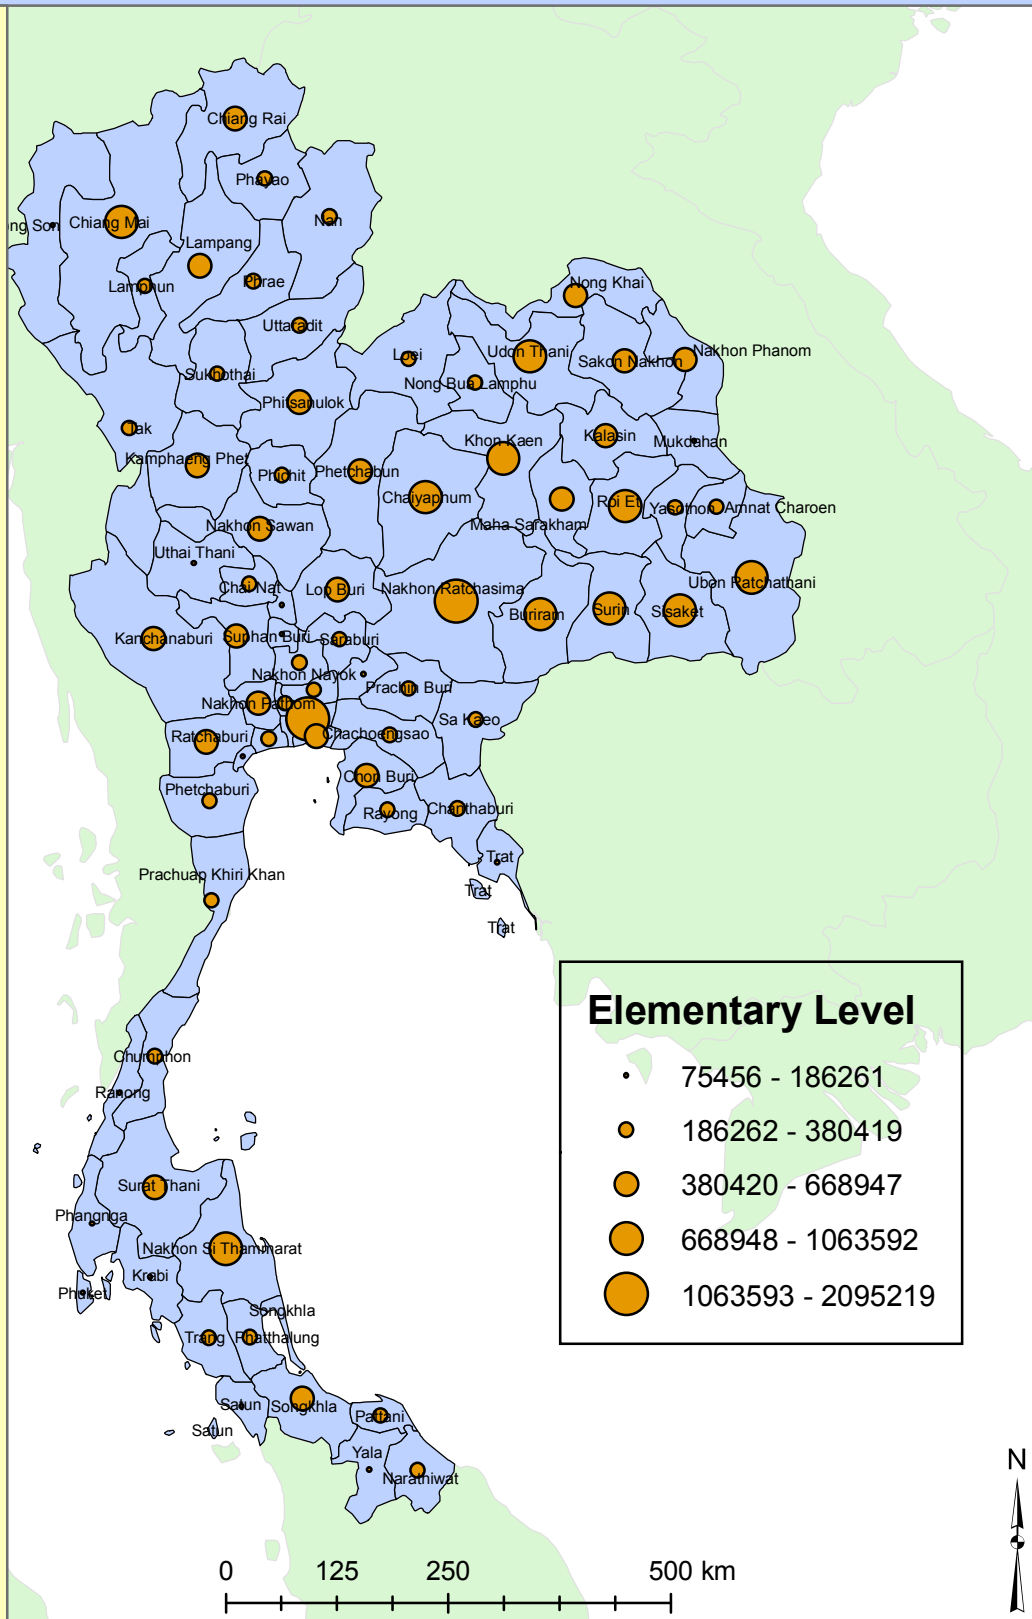 Chiang Rai
Phayao
Nan
ong Son
Chiang Mai
Lampang
Lamphun
Phrae
Uttaradit
Nong Khai
Loei
Udon Thani
Sakon Nakhon
Nakhon Phanom
Nong Bua Lamphu
Sukhothai
Phitsanulok
Tak
Khon Kaen
Kalasin
Mukdahan
Kamphaeng Phet
Phichit
Phetchabun
Chaiyaphum
Roi Et
Yasothon
Amnat Charoen
Maha Sarakham
Nakhon Sawan
Uthai Thani
Chai Nat
Lop Buri
Nakhon Ratchasima
Buriram
Surin
Sisaket
Ubon Ratchathani
Kanchanaburi
Suphan Buri
Saraburi
Nakhon Nayok
Prachin Buri
Nakhon Pathom
Sa Kaeo
Ratchaburi
Chachoengsao
Chon Buri
Phetchaburi
Rayong
Chanthaburi
Trat
Trat
Trat
Prachuap Khiri Khan
Chumphon
Ranong
Surat Thani
Phangnga
Nakhon Si Thammarat
Krabi
Phuket
Songkhla
Trang
Phatthalung
Satun
Songkhla
Pattani
Satun
Yala
Narathiwat
Elementary Level
75456 - 186261
186262 - 380419
380420 - 668947
668948 - 1063592
1063593 - 2095219
N
0 125 250 500 km